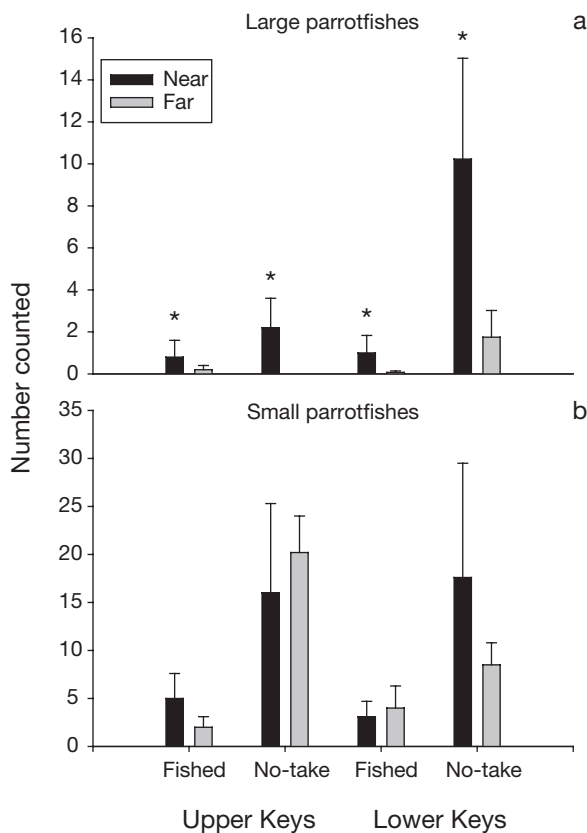 Large parrotfishes a
*
16
Near
Far
14
12
10
8
6
4
* * *
2
0
Number counted
Small parrotfishes b
35
30
25
20
15
10
5
0
Fished No-take Fished No-take
Upper Keys Lower Keys